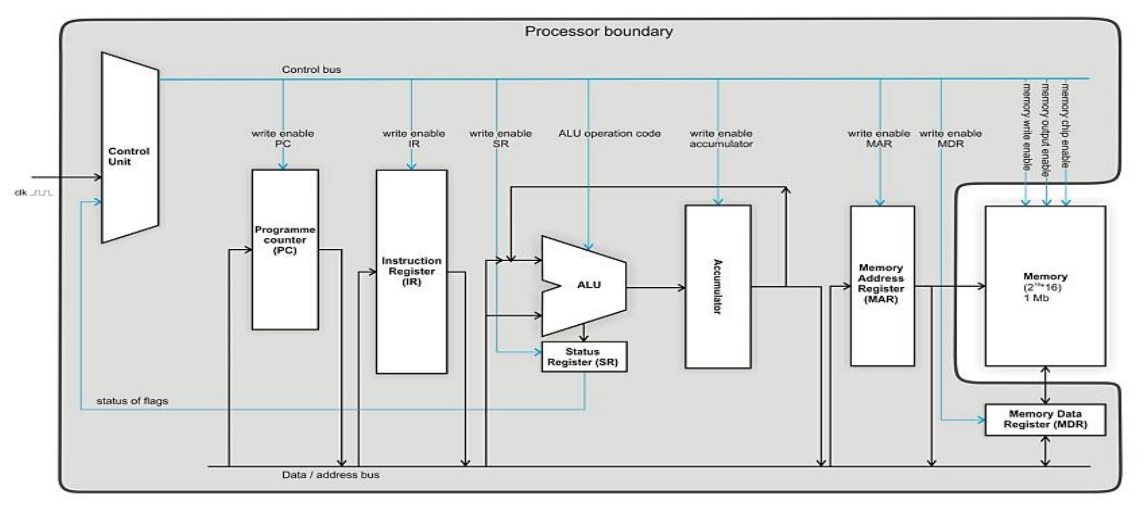 Processor boundary
Control bus
write enable
PC
write enable
IR
write enable
SR
ALU operation code
write enable
accumulator
write enable
MAR
write enable
MDR
memory write enable
memory output enable
memory chip enable
Control
Unit
clk
Programme
counter
(PC)
Instruction
Register
(IR)
ALU
Status
Register (SR)
Accumulator
Memory
Address
Register
(MAR)
Memory
1 Mb
Memory Data
Register (MDR)
status of flags
Data / address bus